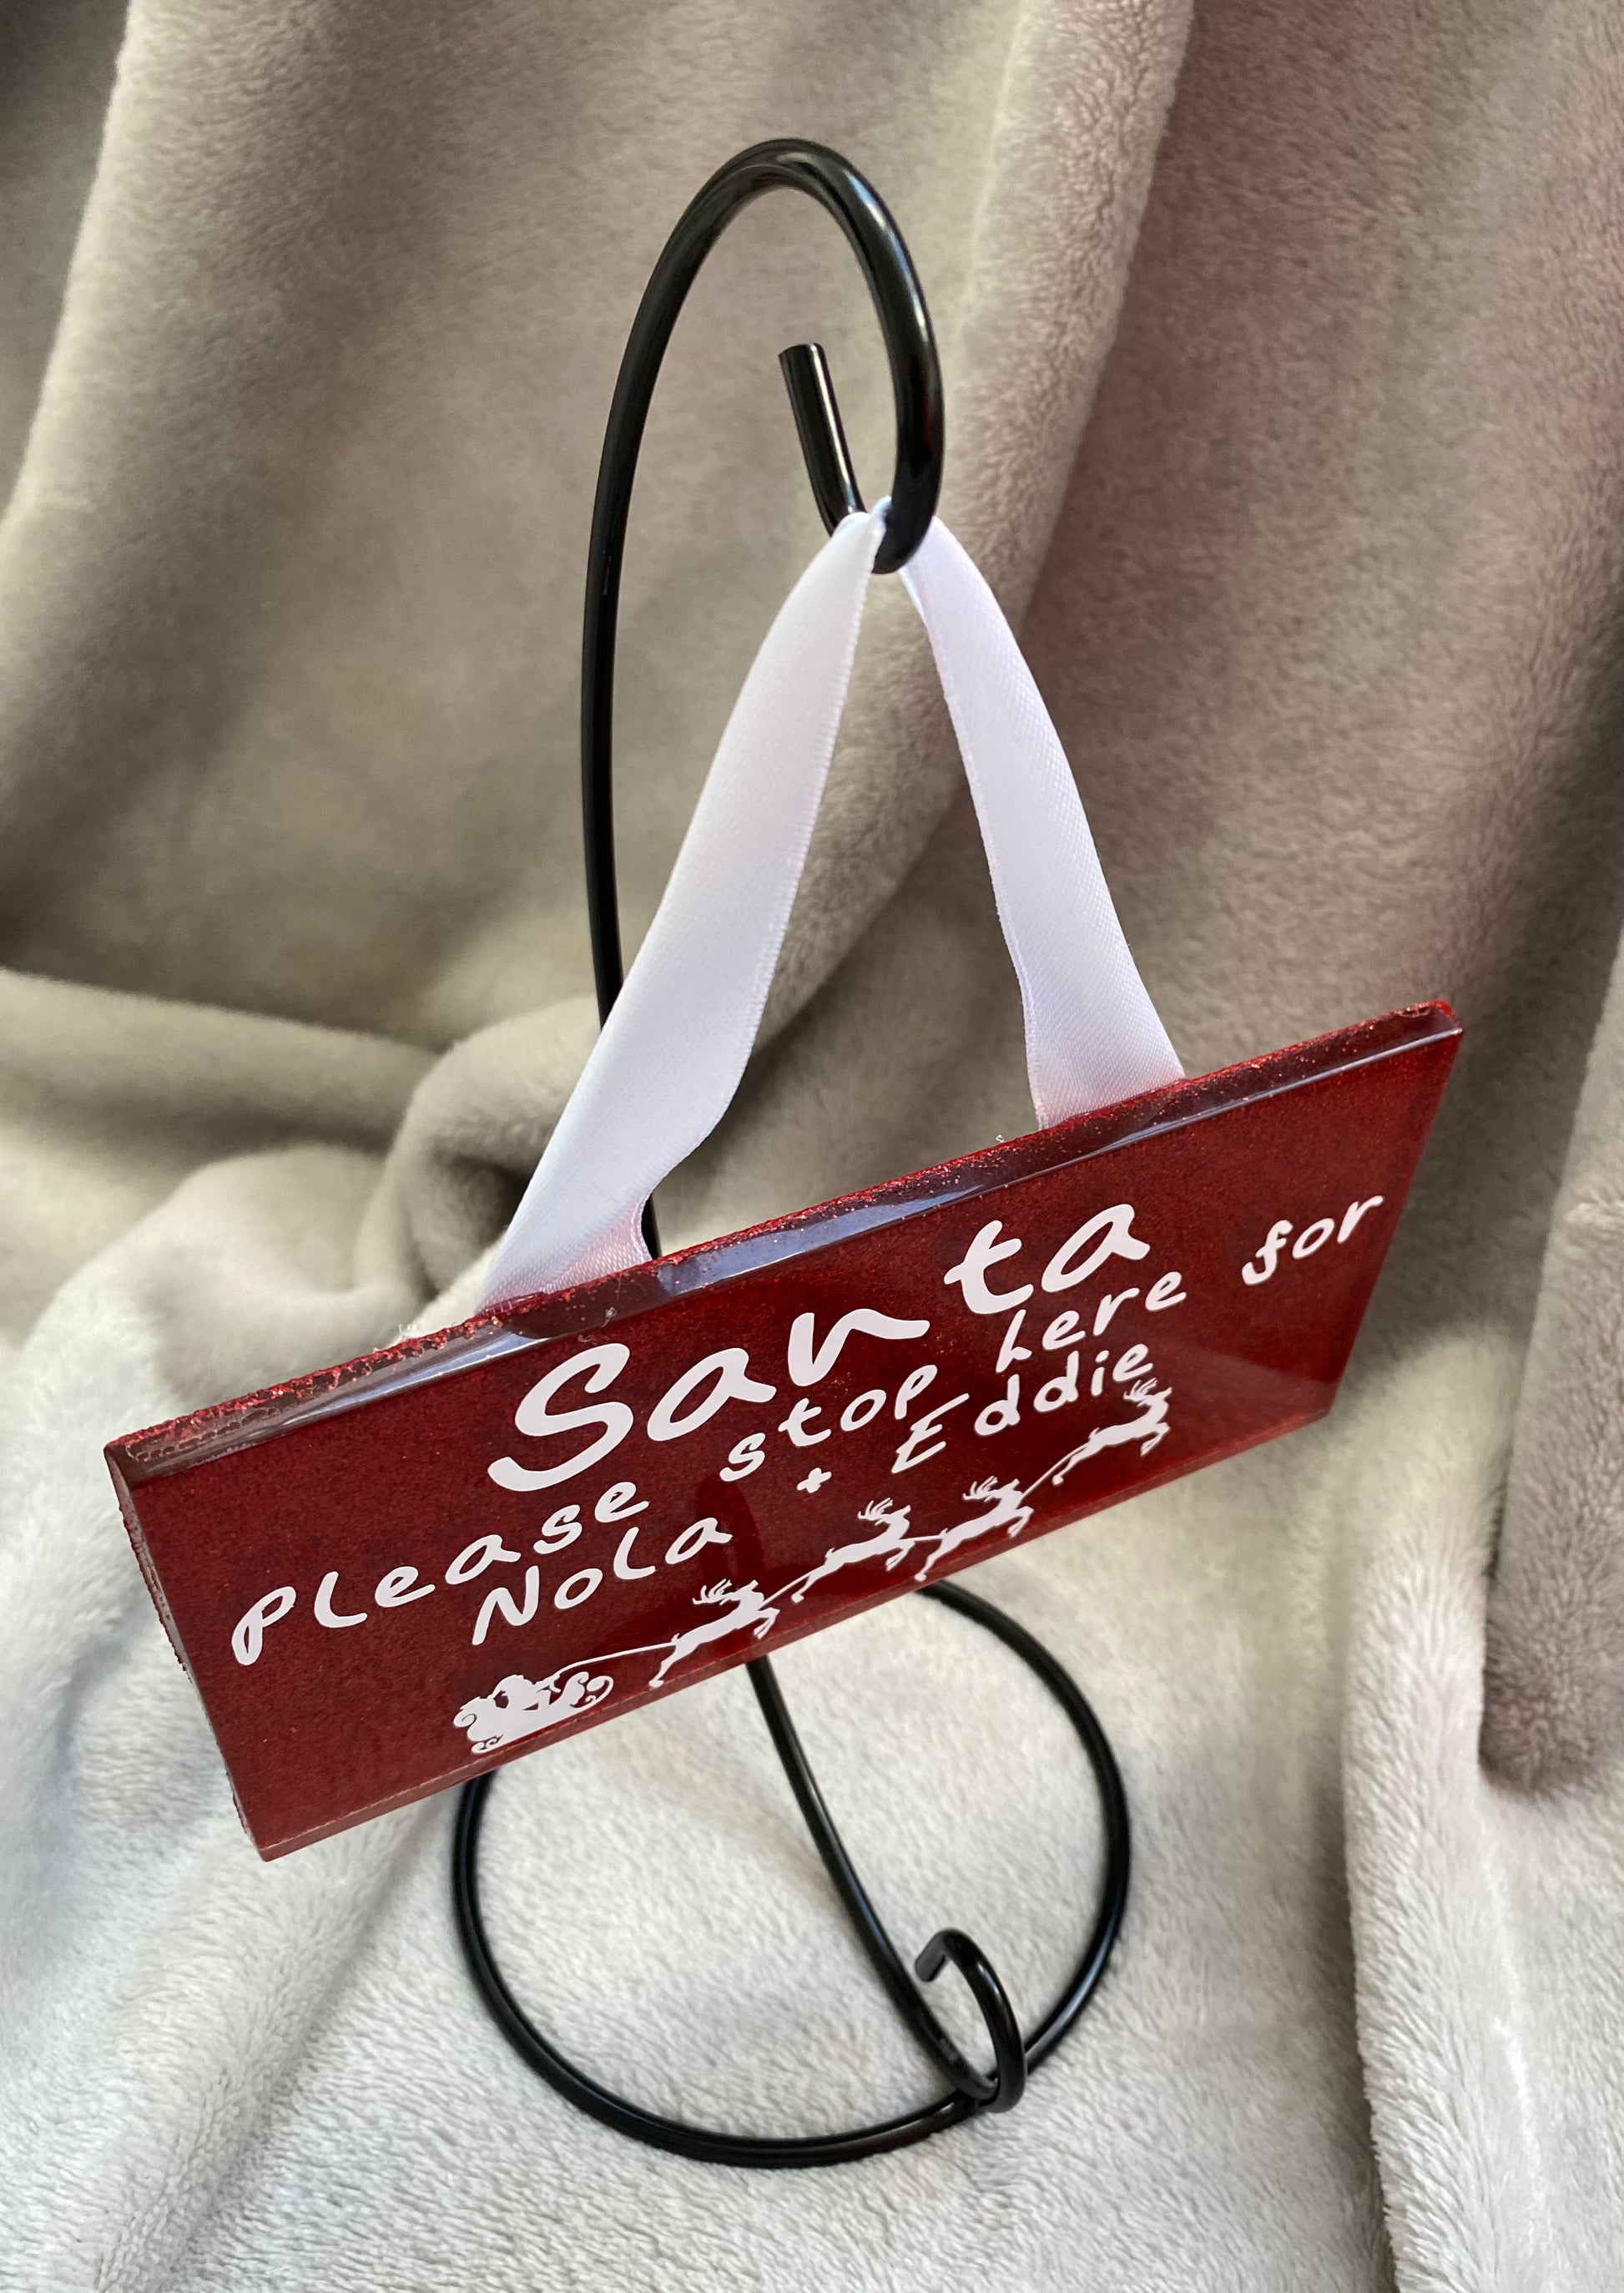 Santa
please stop here for
Nola + Eddie